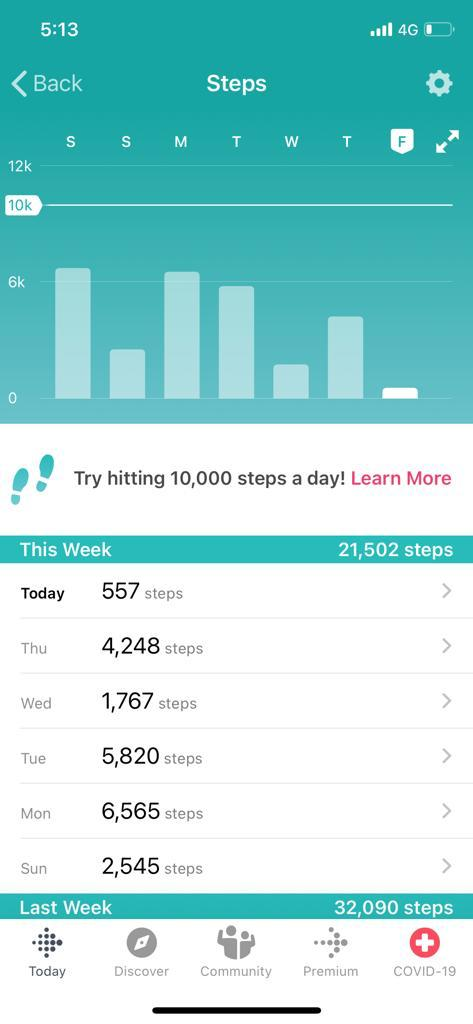 5:13 4G
Back Steps
S S M T W T F
12k
10k
6k
0
Try hitting 10,000 steps a day! Learn More
This Week 21,502 steps
Today 557 steps
Thu 4,248 steps
Wed 1,767 steps
Tue 5,820 steps
Mon 6,565 steps
Sun 2,545 steps
Last Week 32,090 steps
Today Discover Community Premium COVID-19